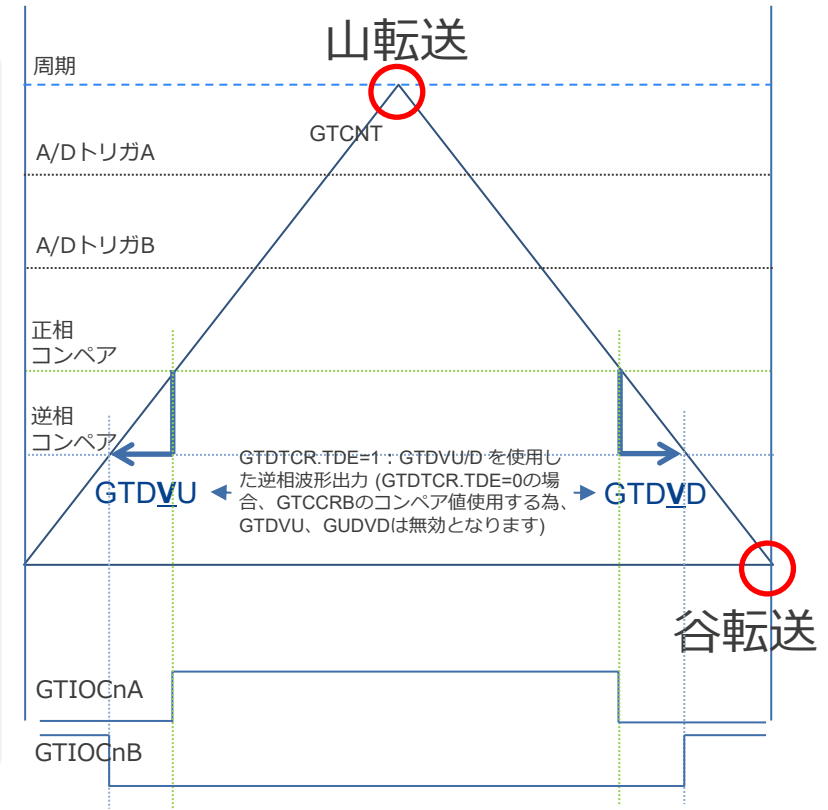 山転送
周期
GTCNT
A/DトリガA
A/DトリガB
正相
コンペア
逆相
コンペア
GTDTCR.TDE=1：GTDVU/D を使用し
た逆相波形出力 (GTDTCR.TDE=0の場
合、GTCCRBのコンペア値使用する為、
GTDVU、GUDVDは無効となります)
GTDVU
GTDVD
谷転送
GTIOCnA
GTIOCnB